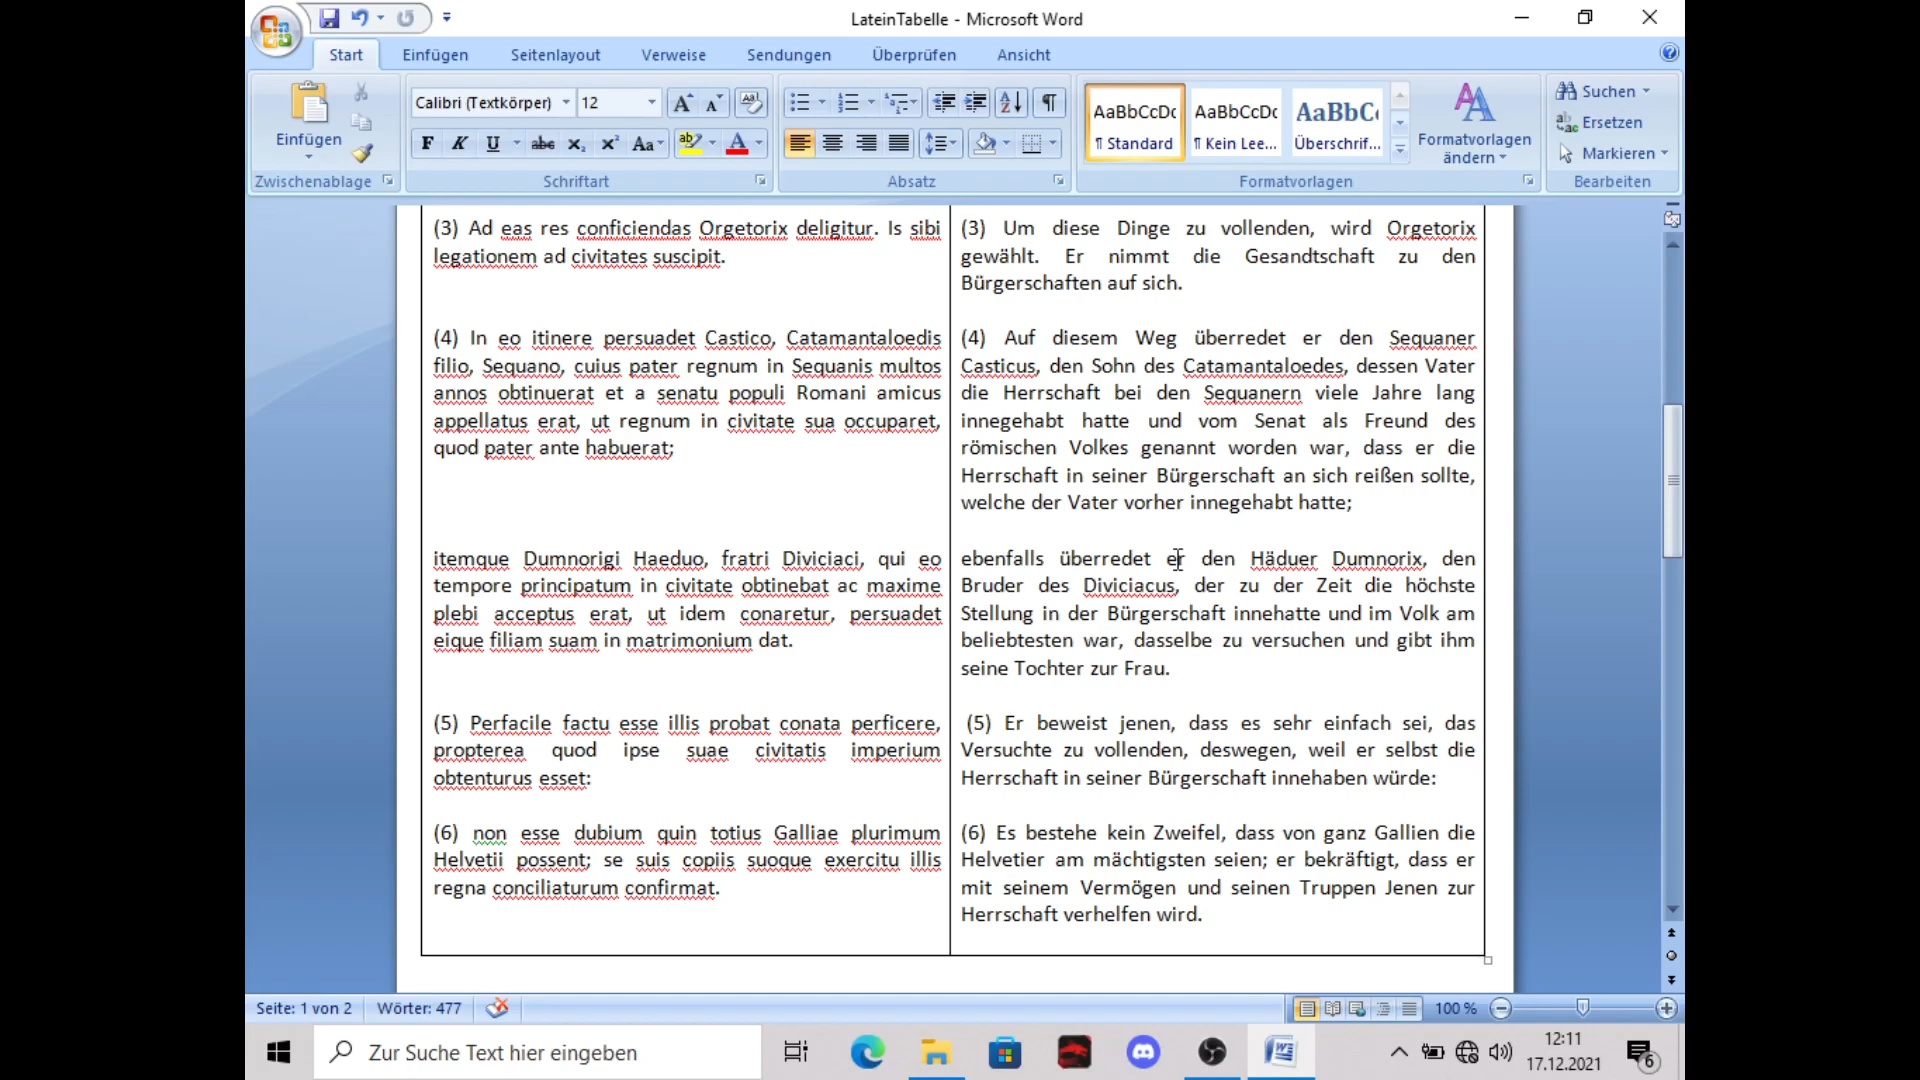 LateinTabelle - Microsoft Word
Start Einfügen Seitenlayout Verweise Sendungen Überprüfen Ansicht
Calibri (Textkörper) 12
Einfügen
F K U abc x₂ x² Aa ab A
AaBbCcDc AaBbCcDc AaBbC
¶ Standard ¶ Kein Lee... Überschrif...
Formatvorlagen
ändern
Suchen
Ersetzen
Markieren
Zwischenablage Schriftart Absatz Formatvorlagen Bearbeiten
(3) Ad eas res conficiendas Orgetorix deligitur. Is sibi
legationem ad civitates suscipit.
(4) In eo itinere persuadet Castico, Catamantaloedis
filio, Sequano, cuius pater regnum in Sequanis multos
annos obtinuerat et a senatu populi Romani amicus
appellatus erat, ut regnum in civitate sua occuparet,
quod pater ante habuerat;
itemque Dumnorigi Haeduo, fratri Diviciaci, qui eo
tempore principatum in civitate obtinebat ac maxime
plebi acceptus erat, ut idem conaretur, persuadet
eique filiam suam in matrimonium dat.
(5) Perfacile factu esse illis probat conata perficere,
propterea quod ipse suae civitatis imperium
obtenturus esset:
(6) non esse dubium quin totius Galliae plurimum
Helvetii possent; se suis copiis suoque exercitu illis
regna conciliaturum confirmat.
(3) Um diese Dinge zu vollenden, wird Orgetorix
gewählt. Er nimmt die Gesandtschaft zu den
Bürgerschaften auf sich.
(4) Auf diesem Weg überredet er den Sequaner
Casticus, den Sohn des Catamantaloedes, dessen Vater
die Herrschaft bei den Sequanern viele Jahre lang
innegehabt hatte und vom Senat als Freund des
römischen Volkes genannt worden war, dass er die
Herrschaft in seiner Bürgerschaft an sich reißen sollte,
welche der Vater vorher innegehabt hatte;
ebenfalls überredet er den Häduer Dumnorix, den
Bruder des Diviciacus, der zu der Zeit die höchste
Stellung in der Bürgerschaft innehatte und im Volk am
beliebtesten war, dasselbe zu versuchen und gibt ihm
seine Tochter zur Frau.
(5) Er beweist jenen, dass es sehr einfach sei, das
Versuchte zu vollenden, deswegen, weil er selbst die
Herrschaft in seiner Bürgerschaft innehaben würde:
(6) Es bestehe kein Zweifel, dass von ganz Gallien die
Helvetier am mächtigsten seien; er bekräftigt, dass er
mit seinem Vermögen und seinen Truppen Jenen zur
Herrschaft verhelfen wird.
Seite: 1 von 2 Wörter: 477 100 %
Zur Suche Text hier eingeben
12:11
17.12.2021
6